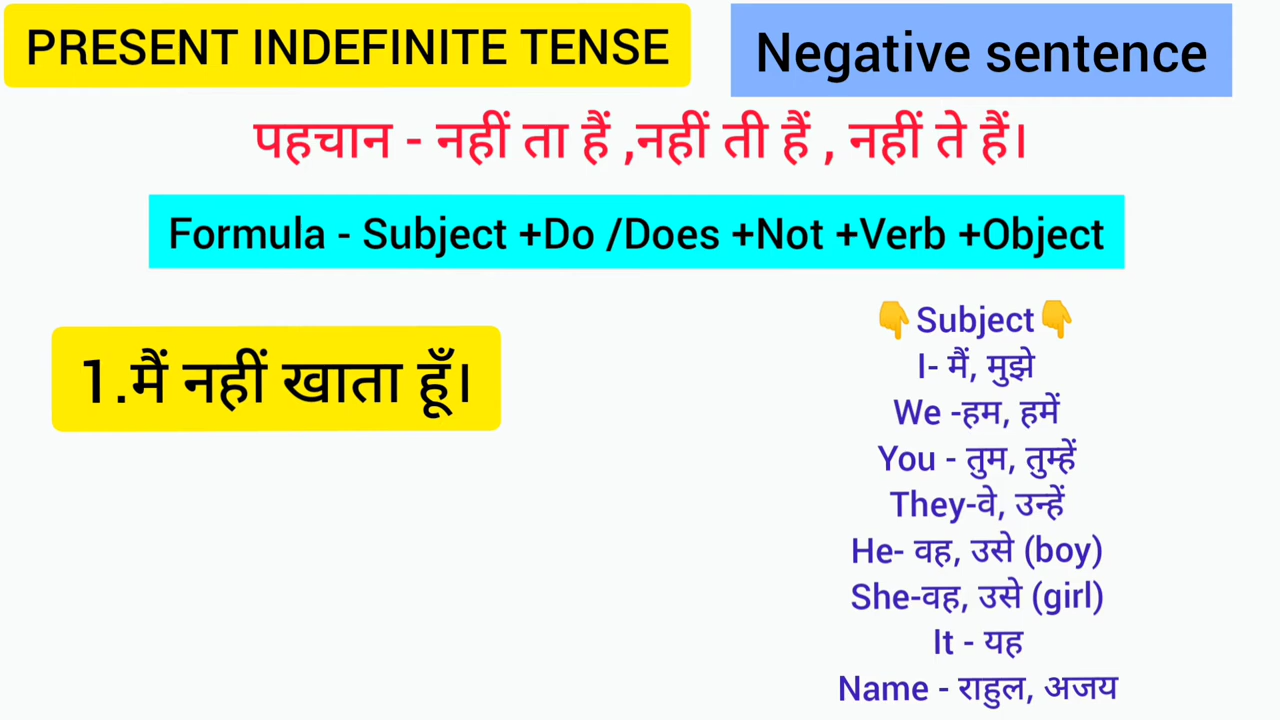 PRESENT INDEFINITE TENSE
Negative sentence
पहचान - नहीं ता हैं ,नहीं ती हैं , नहीं ते हैं।
Formula - Subject +Do /Does +Not +Verb +Object
1.मैं नहीं खाता हूँ।
👇Subject👇
I- मैं, मुझे
We -हम, हमें
You - तुम, तुम्हें
They-वे, उन्हें
He- वह, उसे (boy)
She-वह, उसे (girl)
It - यह
Name - राहुल, अजय